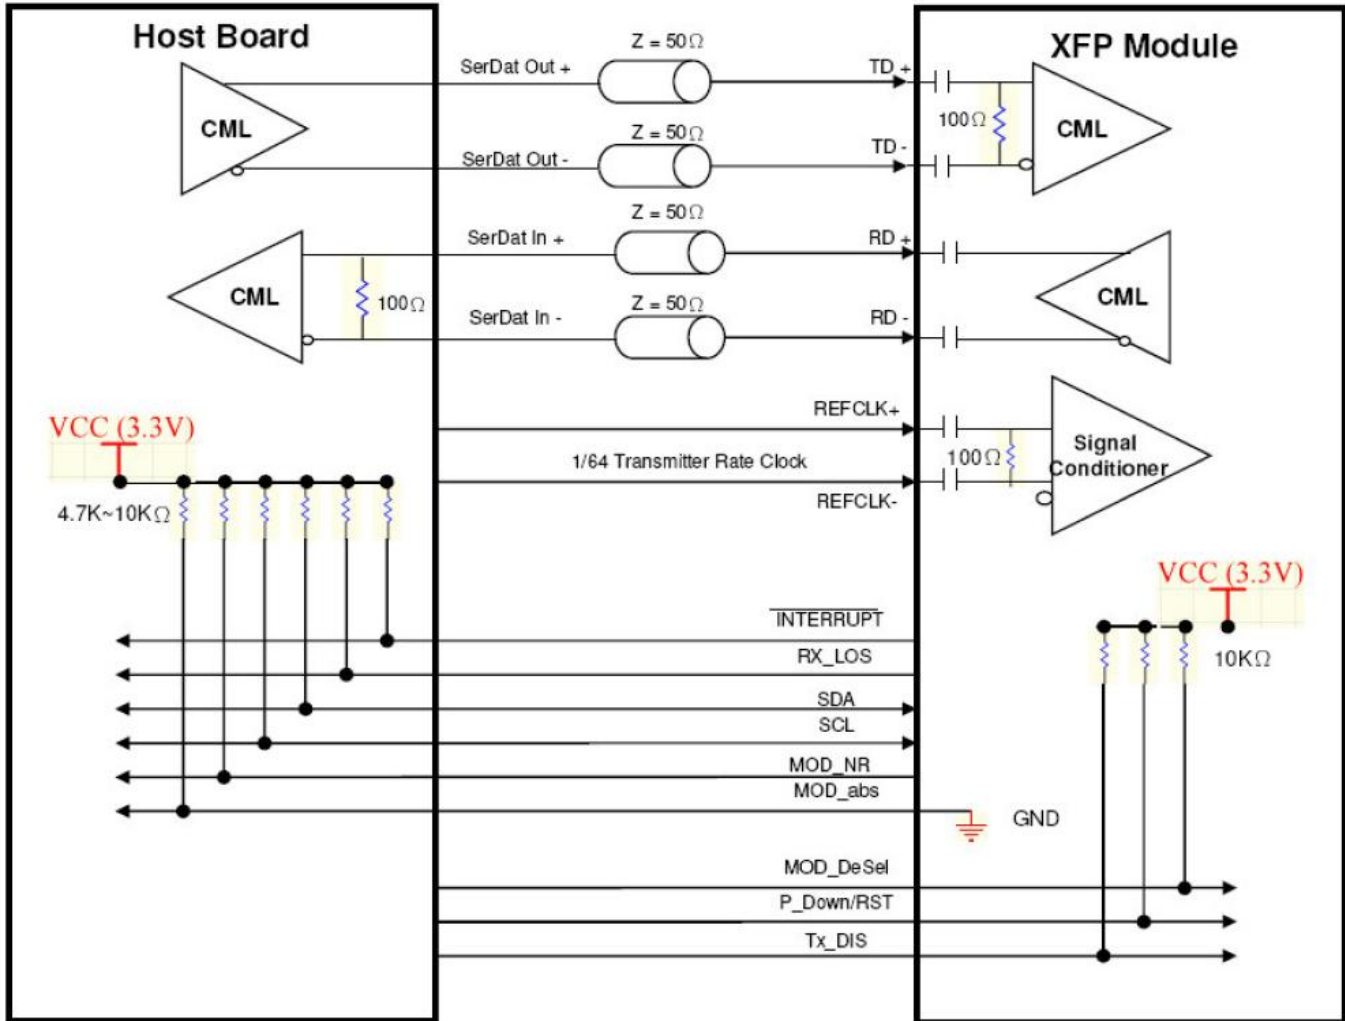 Host Board
XFP Module
Z = 50Ω
SerDat Out +
TD +
CML
100Ω
CML
Z = 50Ω
SerDat Out -
TD -
Z = 50Ω
SerDat In +
RD +
CML
100Ω
CML
Z = 50Ω
SerDat In -
RD -
REFCLK+
VCC (3.3V)
1/64 Transmitter Rate Clock
100Ω
Signal
Conditioner
REFCLK-
4.7K~10KΩ
VCC (3.3V)
INTERRUPT
RX_LOS
10KΩ
SDA
SCL
MOD_NR
MOD_abs
GND
MOD_DeSel
P_Down/RST
Tx_DIS